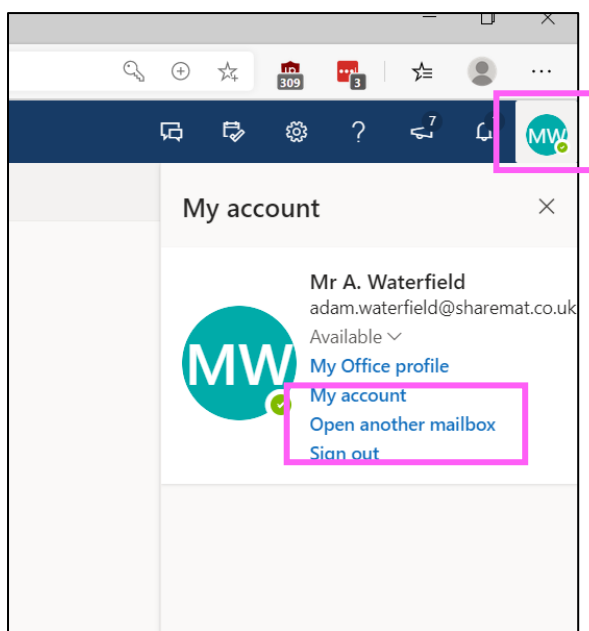 309
3
7
MW
My account
Mr A. Waterfield
adam.waterfield@sharemat.co.uk
Available
MW
My Office profile
My account
Open another mailbox
Sign out